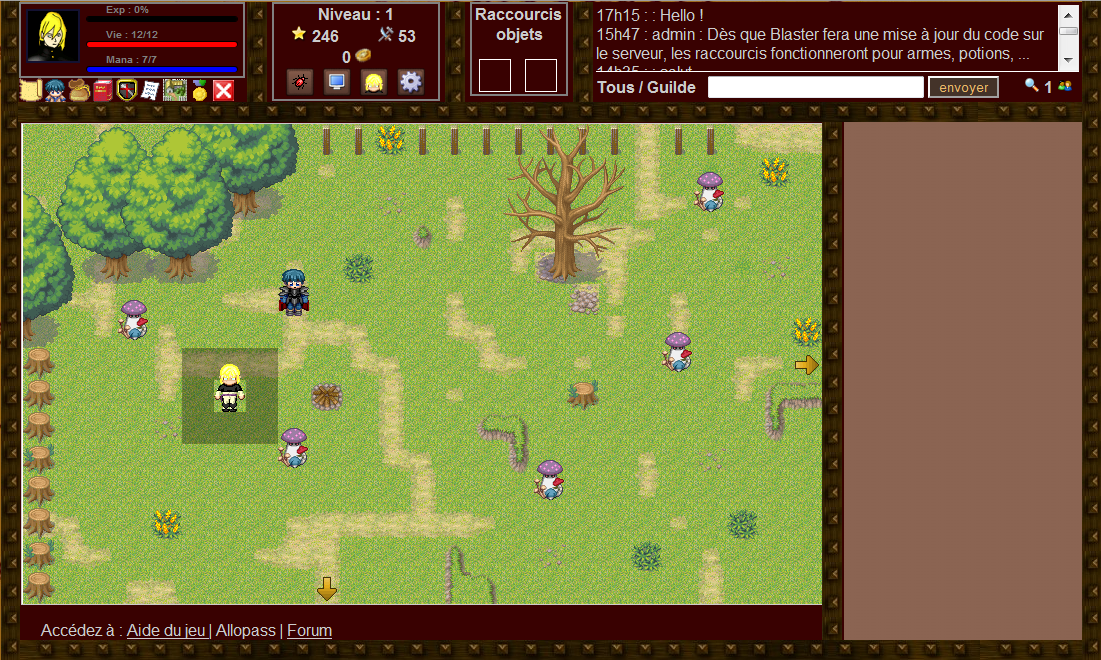 Exp : 0%
Vie : 12/12
Mana : 7/7
Niveau : 1
246 53
0
Raccourcis
objets
17h15 : : Hello !
15h47 : admin : Dès que Blaster fera une mise à jour du code sur
le serveur, les raccourcis fonctionneront pour armes, potions, ...
14h35 : : salut
Tous / Guilde
envoyer
1
Accédez à : Aide du jeu | Allopass | Forum